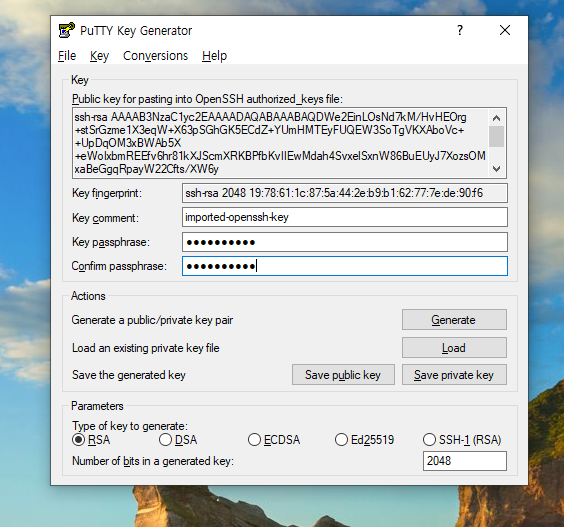 PuTTY Key Generator
? ×
File Key Conversions Help
Key
Public key for pasting into OpenSSH authorized_keys file:
ssh-rsa AAAAB3NzaC1yc2EAAAADAQABAAABAQDWe2EinLOsNd7kM/HvHEOrg
+stSrGzme1X3eqW+X63pSGhGK5ECdZ+YUmHMTEyFUQEW3SoTgVKXAboVc+
+UpDqOM3xBWAb5X
+eWoIxbmREEfv6hr81kXJScmXRKBPfbKvIIEwMdah4SvxelSxnW86BuEUyJ7XozsOM
xaBeGgqRpayW22Cfts/XW6y
Key fingerprint: ssh-rsa 2048 19:78:61:1c:87:5a:44:2e:b9:b1:62:77:7e:de:90:f6
Key comment: imported-openssh-key
Key passphrase: ●●●●●●●●●●
Confirm passphrase: ●●●●●●●●●●
Actions
Generate a public/private key pair Generate
Load an existing private key file Load
Save the generated key Save public key Save private key
Parameters
Type of key to generate:
RSA DSA ECDSA Ed25519 SSH-1 (RSA)
Number of bits in a generated key: 2048